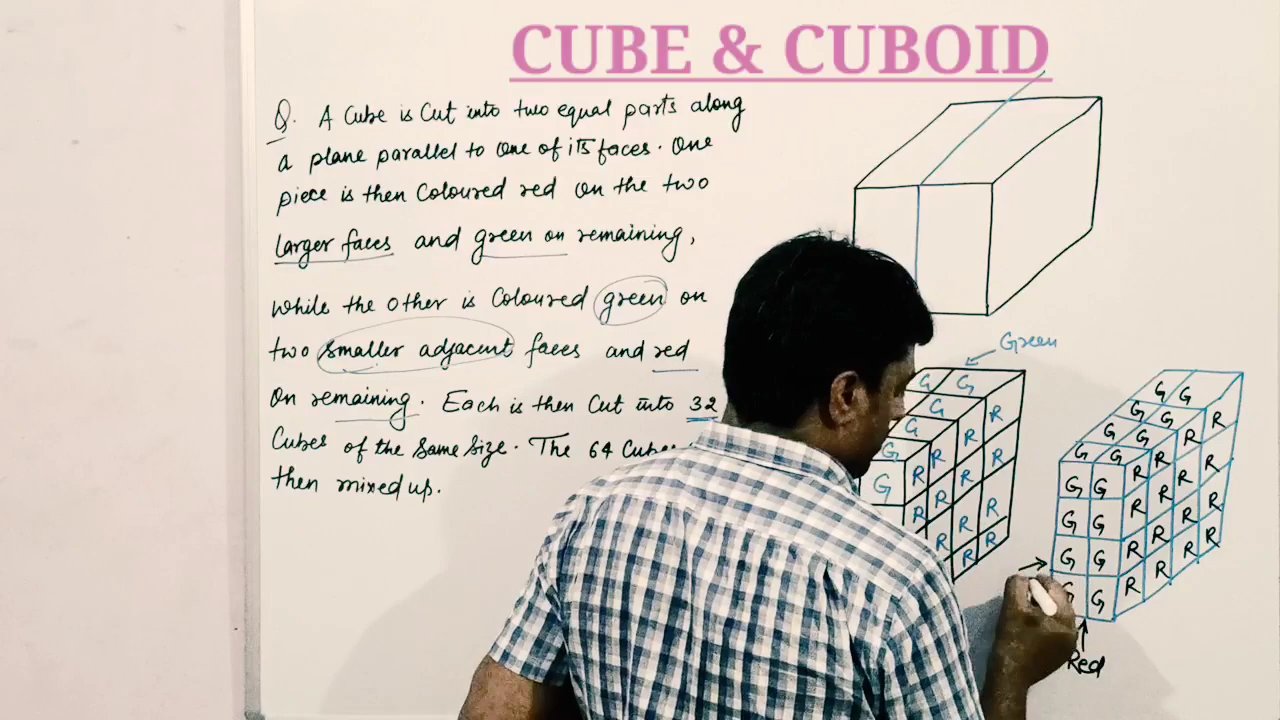 CUBE & CUBOID
Q. A Cube is Cut into two equal parts along
a plane parallel to one of its faces. One
piece is then Coloured red on the two
larger faces and green on remaining,
While the other is Coloured green on
two smaller adjacent faces and red
on remaining. Each is then Cut into 32
Cubes of the same size. The 64 Cubes
then mixed up.
Green
G G
G
G
G
G
R R R R
R R R R
R R R
R R
G G
G G
G G
G G
G G
G G
G G
G G
R R R R
R R R R
R R R R
R R R R
Red